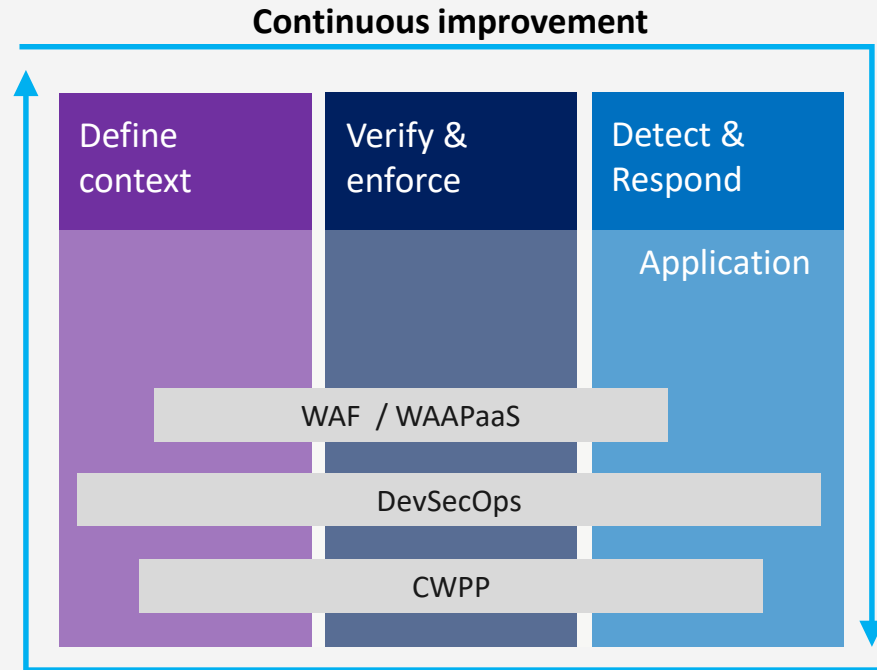 Continuous improvement
Define
context
Verify &
enforce
Detect &
Respond
Application
WAF / WAAPaaS
DevSecOps
CWPP